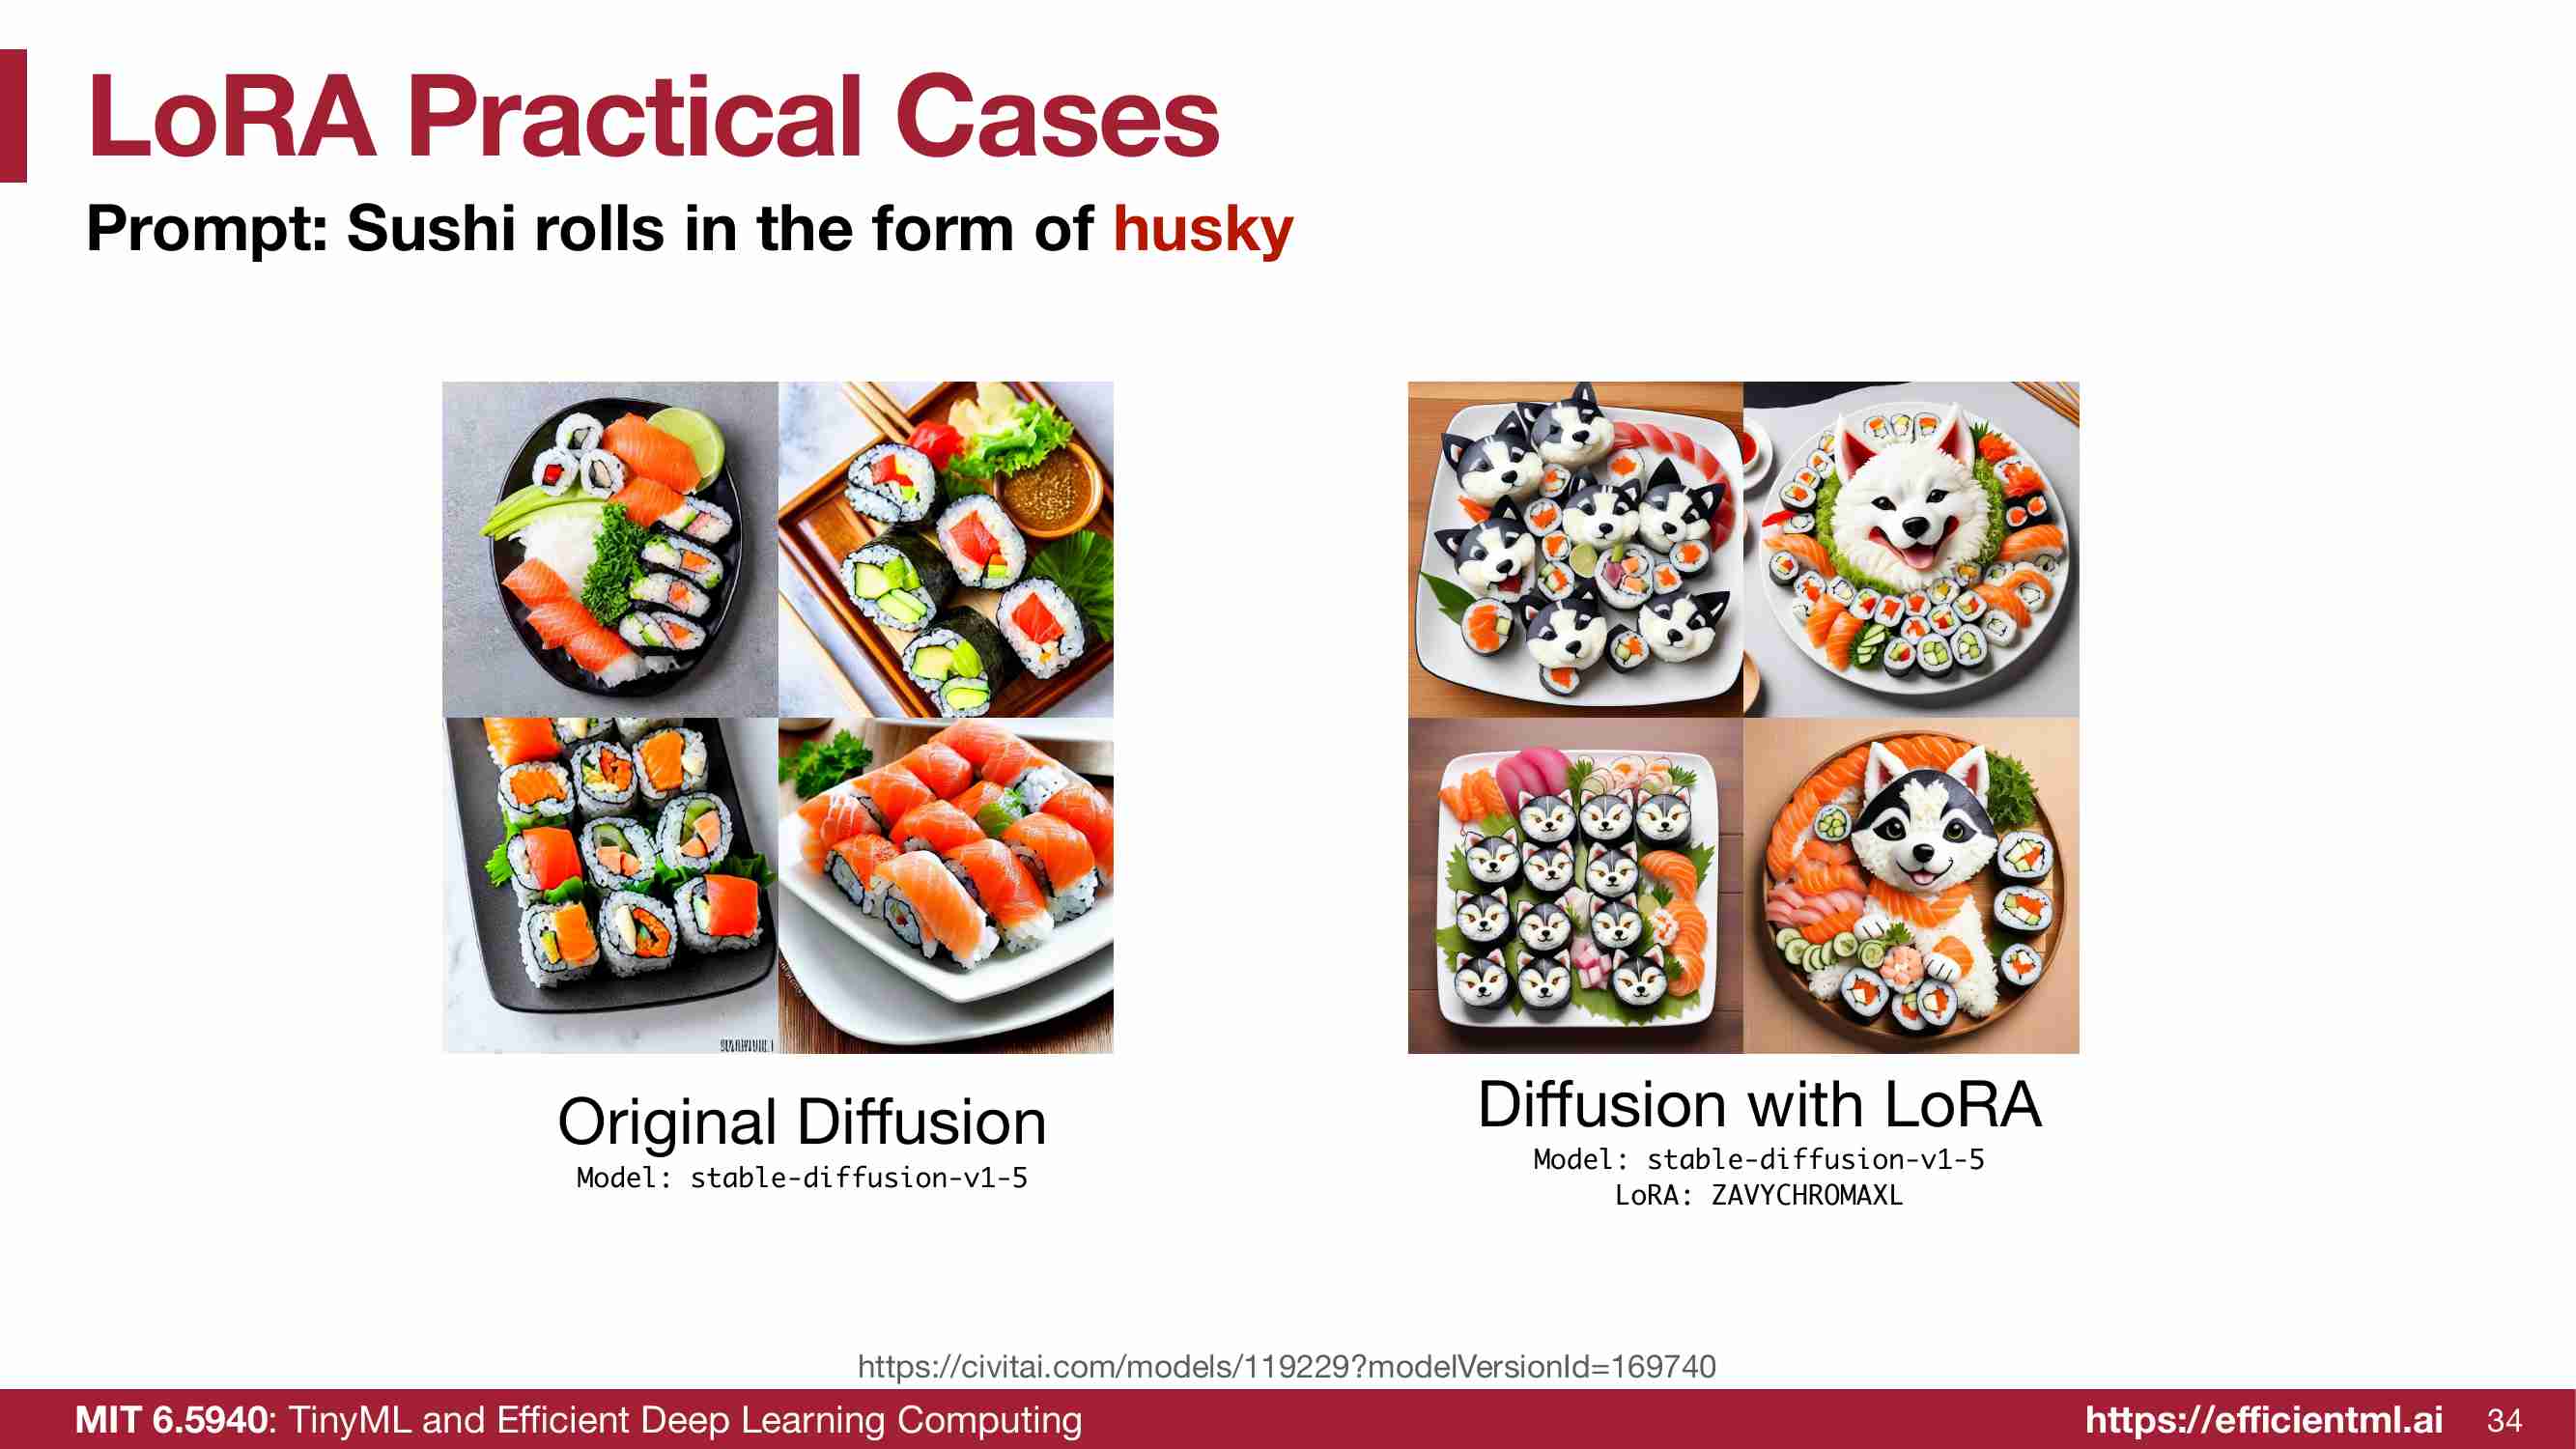 LoRA Practical Cases
Prompt: Sushi rolls in the form of husky
Original Diffusion
Model: stable-diffusion-v1-5
Diffusion with LoRA
Model: stable-diffusion-v1-5
LoRA: ZAVYCHROMAXL
https://civitai.com/models/119229?modelVersionId=169740
MIT 6.5940: TinyML and Efficient Deep Learning Computing
https://efficientml.ai
34